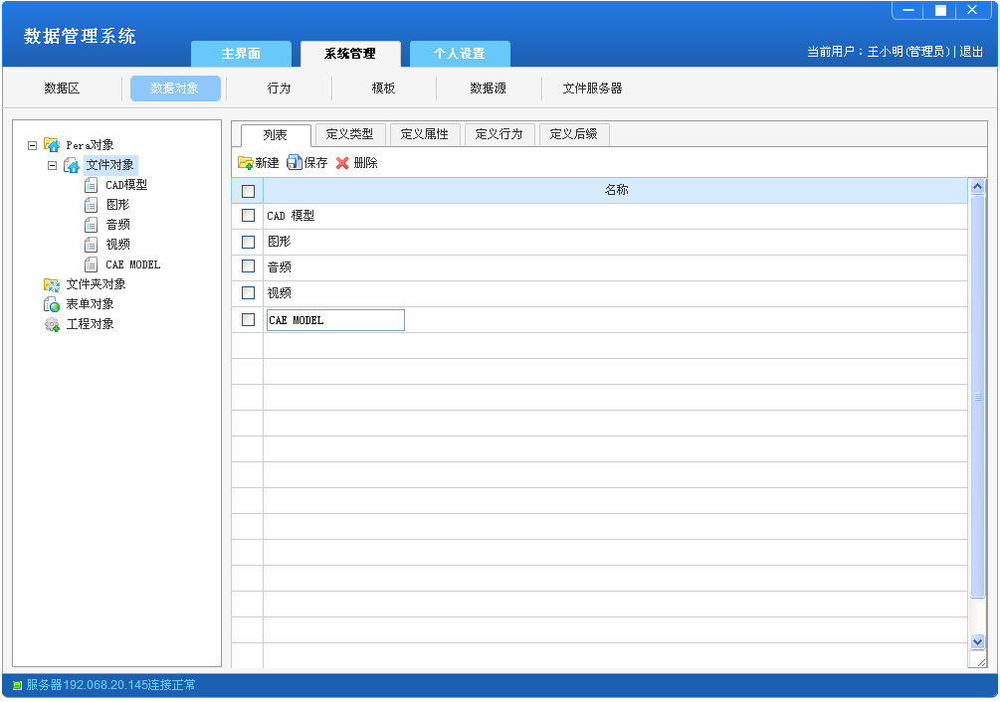 数据管理系统
主界面
系统管理
个人设置
当前用户：王小明(管理员) | 退出
数据区
数据对象
行为
模板
数据源
文件服务器
Pera对象
文件对象
CAD模型
图形
音频
视频
CAE MODEL
文件夹对象
表单对象
工程对象
列表
定义类型
定义属性
定义行为
定义后缀
新建
保存
删除
名称
CAD 模型
图形
音频
视频
CAE MODEL
服务器192.068.20.145连接正常